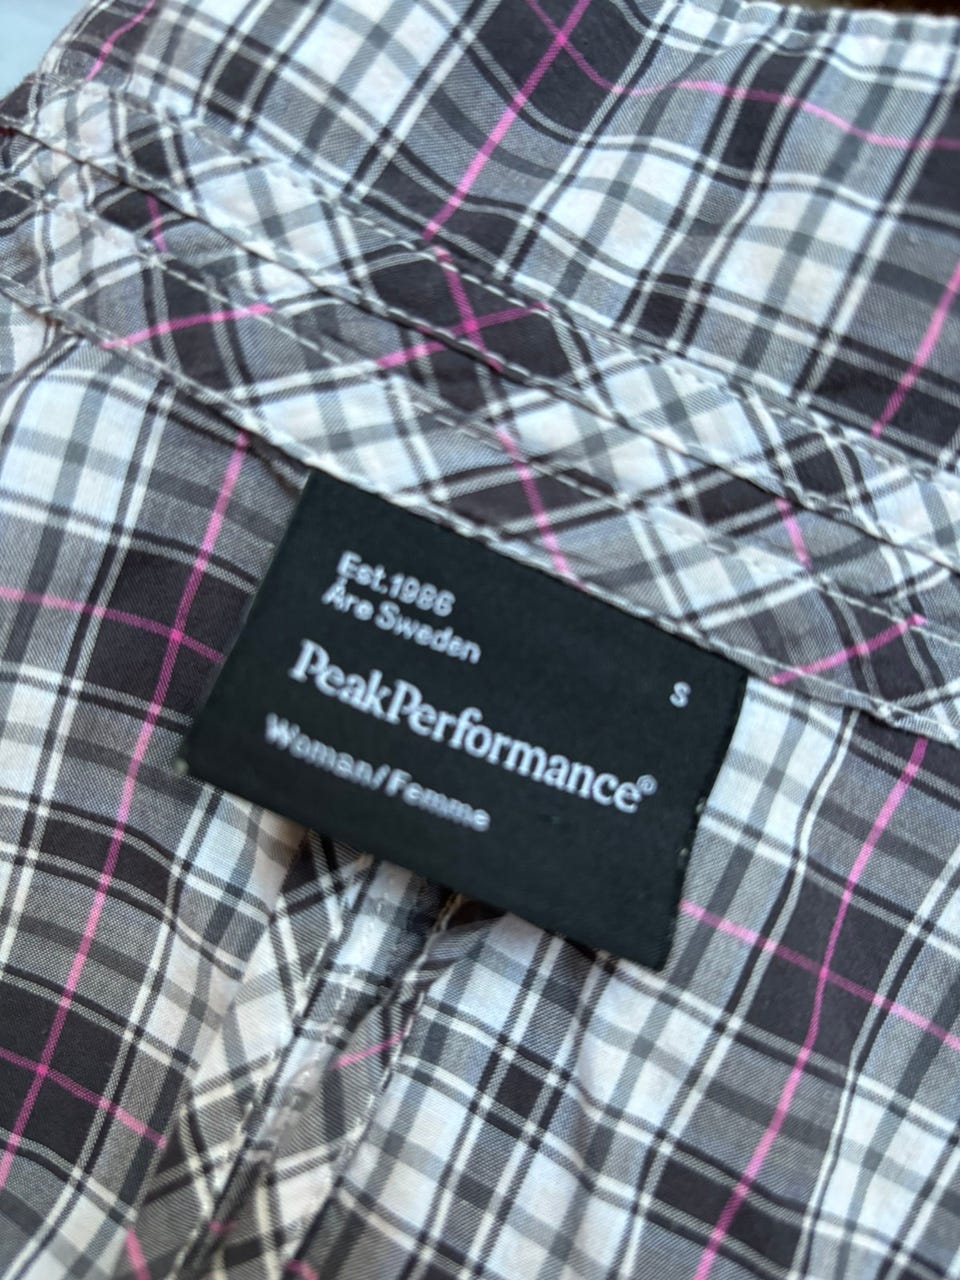 Est.1986
Åre Sweden
S
PeakPerformance®
Woman/Femme